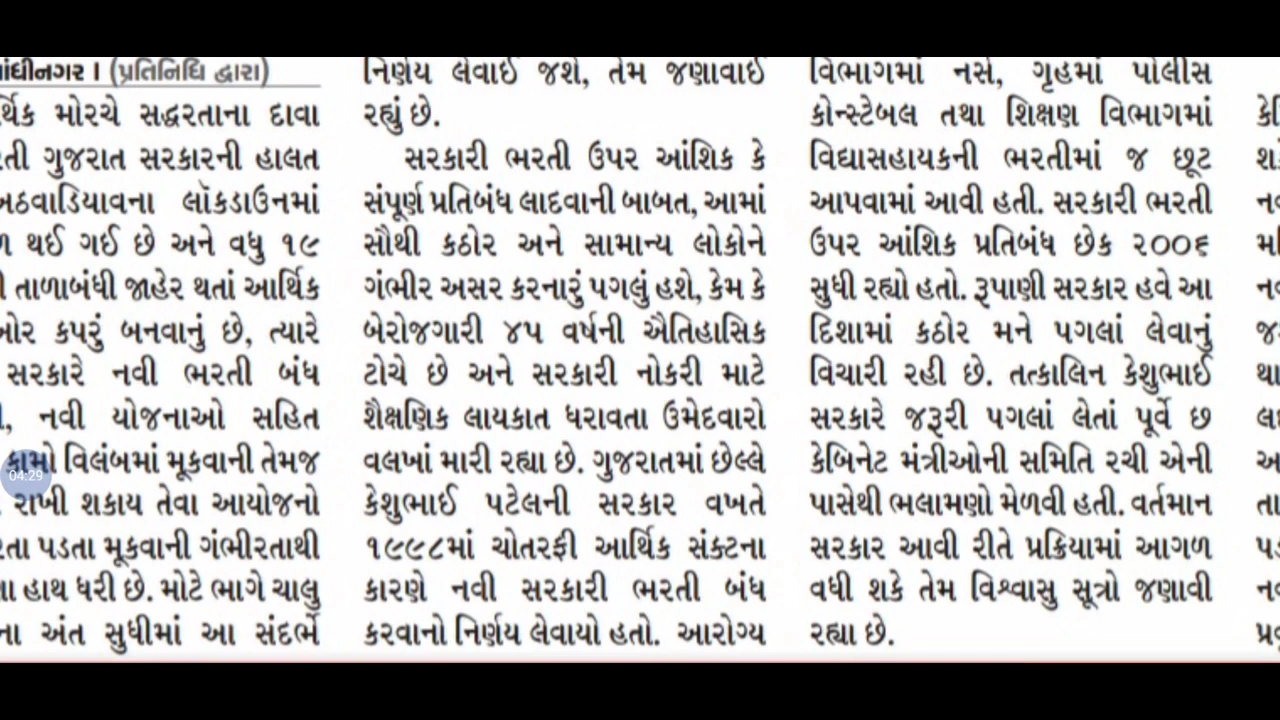 ગાંધીનગર । (પ્રતિનિધિ દ્વારા)
મોરચે સદ્ધરતાના દાવા
ગુજરાત સરકારની હાલત
અઠવાડિયાવના લૉકડાઉનમાં
થઈ ગઈ છે અને વધુ ૧૯
તાળાબંધી જાહેર થતાં આર્થિક
કપરું બનવાનું છે, ત્યારે
સરકારે નવી ભરતી બંધ
નવી યોજનાઓ સહિત
કામો વિલંબમાં મૂકવાની તેમજ
04:29
રાખી શકાય તેવા આયોજનો
પડતા મૂકવાની ગંભીરતાથી
હાથ ધરી છે. મોટે ભાગે ચાલુ
અંત સુધીમાં આ સંદર્ભે
નિર્ણય લેવાઈ જશે, તેમ જણાવાઈ
રહ્યું છે.
સરકારી ભરતી ઉપર આંશિક કે
સંપૂર્ણ પ્રતિબંધ લાદવાની બાબત, આમાં
સૌથી કઠોર અને સામાન્ય લોકોને
ગંભીર અસર કરનારું પગલું હશે, કેમ કે
બેરોજગારી ૪૫ વર્ષની ઐતિહાસિક
ટોચે છે અને સરકારી નોકરી માટે
શૈક્ષણિક લાયકાત ધરાવતા ઉમેદવારો
વલખાં મારી રહ્યા છે. ગુજરાતમાં છેલ્લે
કેશુભાઈ પટેલની સરકાર વખતે
૧૯૯૮માં ચોતરફી આર્થિક સંકટના
કારણે નવી સરકારી ભરતી બંધ
કરવાનો નિર્ણય લેવાયો હતો. આરોગ્ય
વિભાગમાં નર્સ, ગૃહમાં પોલીસ
કોન્સ્ટેબલ તથા શિક્ષણ વિભાગમાં
વિદ્યાસહાયકની ભરતીમાં જ છૂટ
આપવામાં આવી હતી. સરકારી ભરતી
ઉપર આંશિક પ્રતિબંધ છેક ૨૦૦૬
સુધી રહ્યો હતો. રૂપાણી સરકાર હવે આ
દિશામાં કઠોર મને પગલાં લેવાનું
વિચારી રહી છે. તત્કાલિન કેશુભાઈ
સરકારે જરૂરી પગલાં લેતાં પૂર્વે છ
કેબિનેટ મંત્રીઓની સમિતિ રચી એની
પાસેથી ભલામણો મેળવી હતી. વર્તમાન
સરકાર આવી રીતે પ્રક્રિયામાં આગળ
વધી શકે તેમ વિશ્વાસુ સૂત્રો જણાવી
રહ્યા છે.